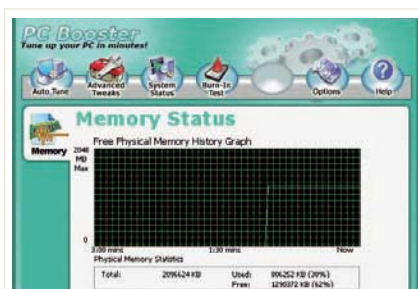 PC Booster
Tune up your PC in minutes!
Auto Tune
Advanced Tweaks
System Status
Burn-In Test
Options
Help
Memory Status
Memory
Free Physical Memory History Graph
2048
MB
Max
0
3:00 mins
1:30 mins
Now
Physical Memory Statistics
Total: 2096624 KB Used: 806252 KB (38%)
Free: 1290372 KB (62%)